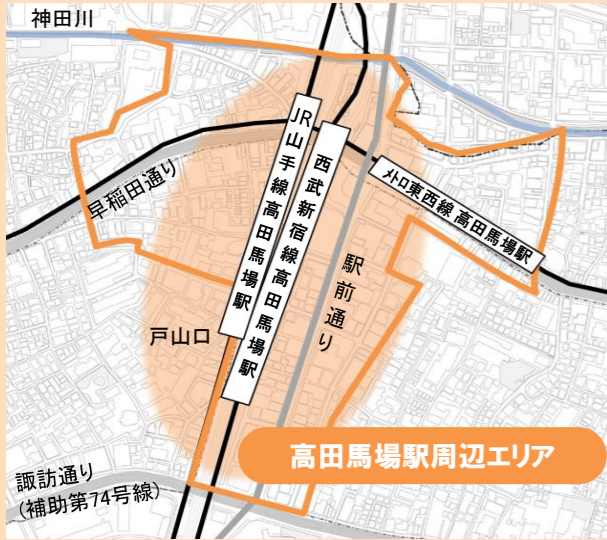 神田川
早稲田通り
JR山手線高田馬場駅
西武新宿線高田馬場駅
メトロ東西線 高田馬場駅
駅前通り
戸山口
高田馬場駅周辺エリア
諏訪通り
(補助第74号線)